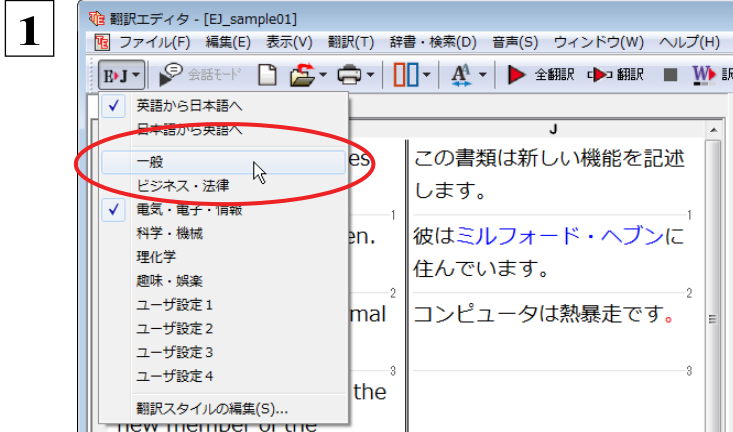 1
翻訳エディタ - [EJ_sample01]
ファイル(F) 編集(E) 表示(V) 翻訳(T) 辞書・検索(D) 音声(S) ウィンドウ(W) ヘルプ(H)
E▸J 会話モード 全翻訳 翻訳 訳
英語から日本語へ
日本語から英語へ
一般
ビジネス・法律
電気・電子・情報
科学・機械
理化学
趣味・娯楽
ユーザ設定1
ユーザ設定2
ユーザ設定3
ユーザ設定4
翻訳スタイルの編集(S)...
es
1
en.
2
mal
3
the
new member of the
J
この書類は新しい機能を記述
します。
1
彼はミルフォード・ヘブンに
住んでいます。
2
コンピュータは熱暴走です。
3